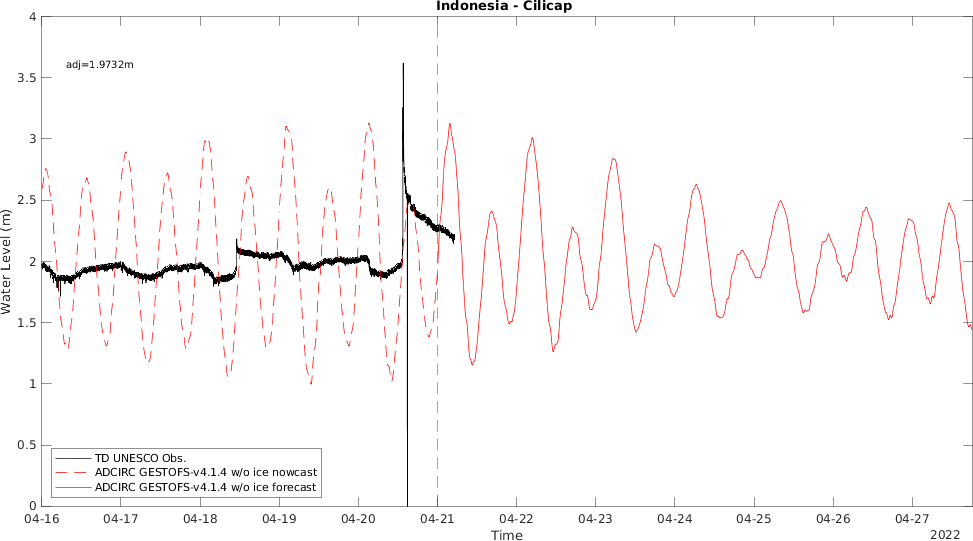 Indonesia - Cilicap
4
3.5
3
2.5
2
1.5
1
0.5
0
Water Level (m)
adj=1.9732m
TD UNESCO Obs.
ADCIRC GESTOFS-v4.1.4 w/o ice nowcast
ADCIRC GESTOFS-v4.1.4 w/o ice forecast
04-16 04-17 04-18 04-19 04-20 04-21 04-22 04-23 04-24 04-25 04-26 04-27
Time
2022